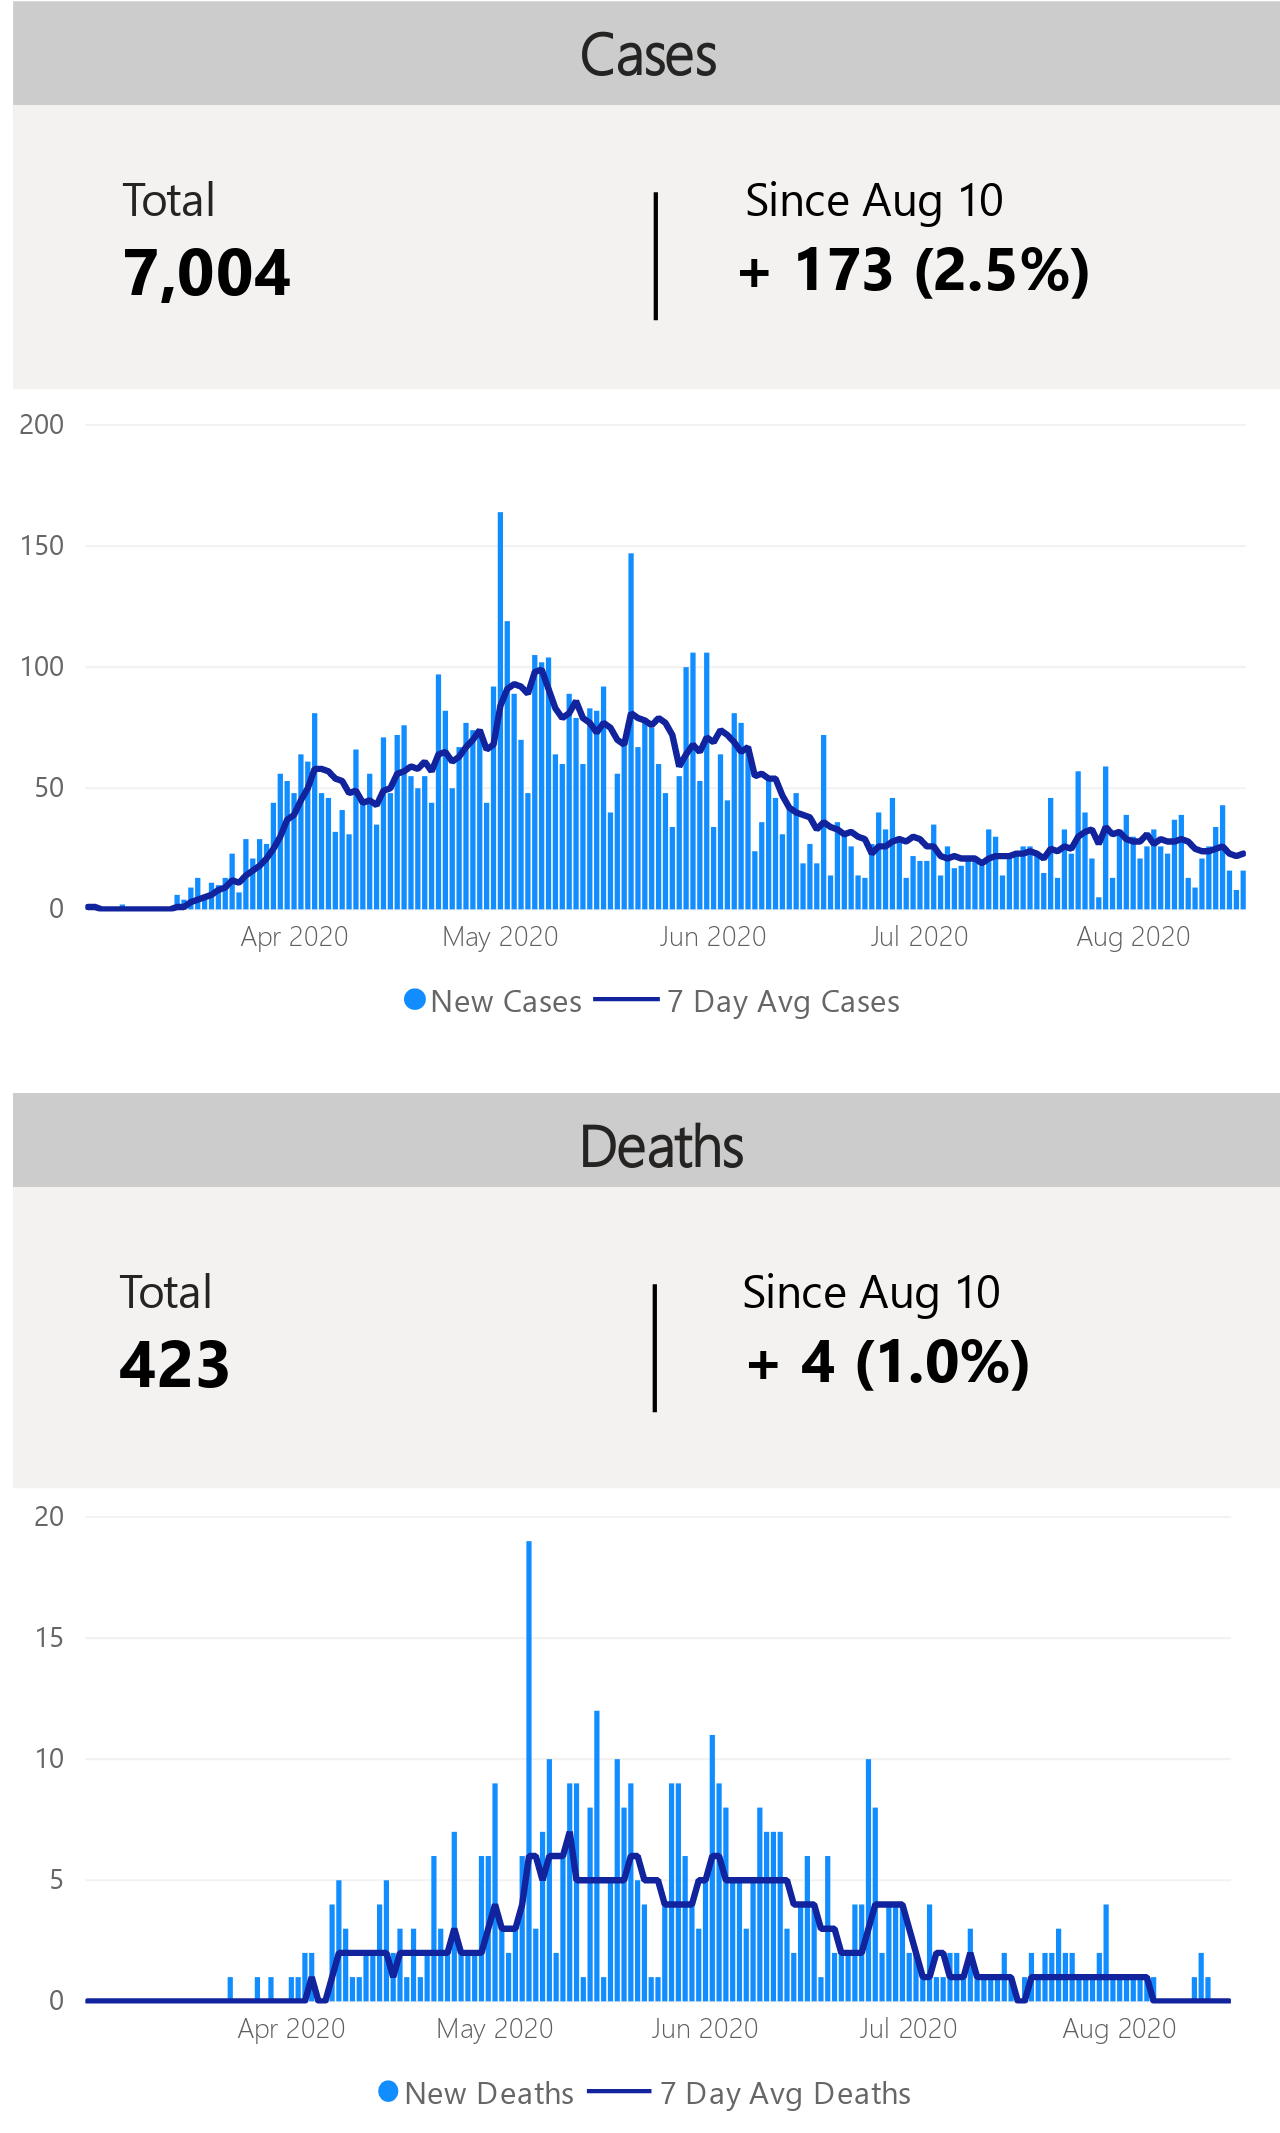 Cases
Total
Since Aug 10
7,004
+ 173 (2.5%)
200
150
100
50
0
Apr 2020
May 2020
Jun 2020
Jul 2020
Aug 2020
New Cases
7 Day Avg Cases
Deaths
Total
Since Aug 10
423
+ 4 (1.0%)
20
15
10
5
0
Apr 2020
May 2020
Jun 2020
Jul 2020
Aug 2020
New Deaths
7 Day Avg Deaths